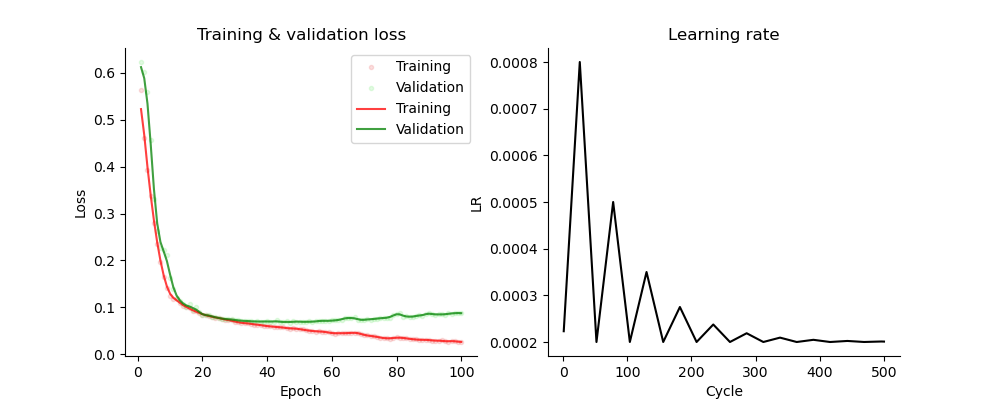 Training & validation loss
Loss
0.6
0.5
0.4
0.3
0.2
0.1
0.0
Training
Validation
Training
Validation
0 20 40 60 80 100
Epoch
Learning rate
LR
0.0008
0.0007
0.0006
0.0005
0.0004
0.0003
0.0002
0 100 200 300 400 500
Cycle